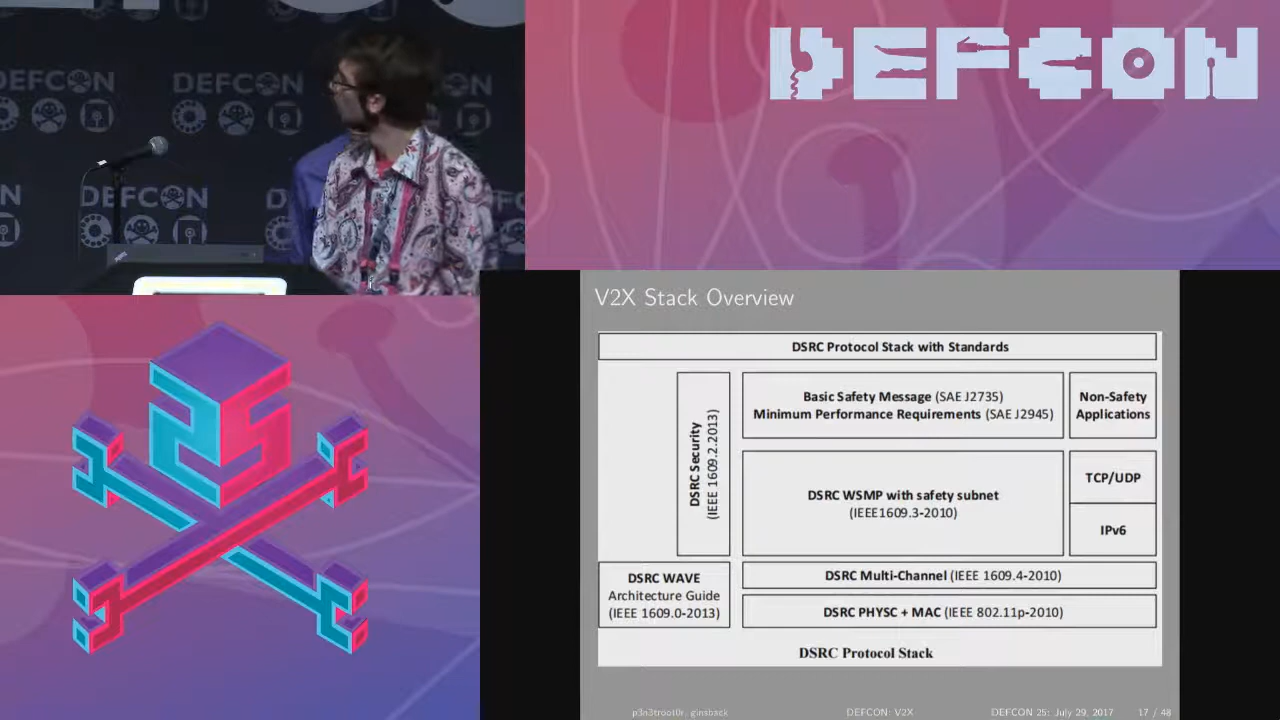 DEFCON
DEFCON
DEFCON
DEFCON
V2X Stack Overview
DSRC Protocol Stack with Standards
DSRC Security
(IEEE 1609.2.2013)
Basic Safety Message (SAE J2735)
Minimum Performance Requirements (SAE J2945)
Non-Safety
Applications
DSRC WSMP with safety subnet
(IEEE1609.3-2010)
TCP/UDP
IPv6
DSRC WAVE
Architecture Guide
(IEEE 1609.0-2013)
DSRC Multi-Channel (IEEE 1609.4-2010)
DSRC PHYSC + MAC (IEEE 802.11p-2010)
DSRC Protocol Stack
p3n3troot0r, ginsback
DEFCON: V2X
DEFCON 25: July 29, 2017
17 / 48